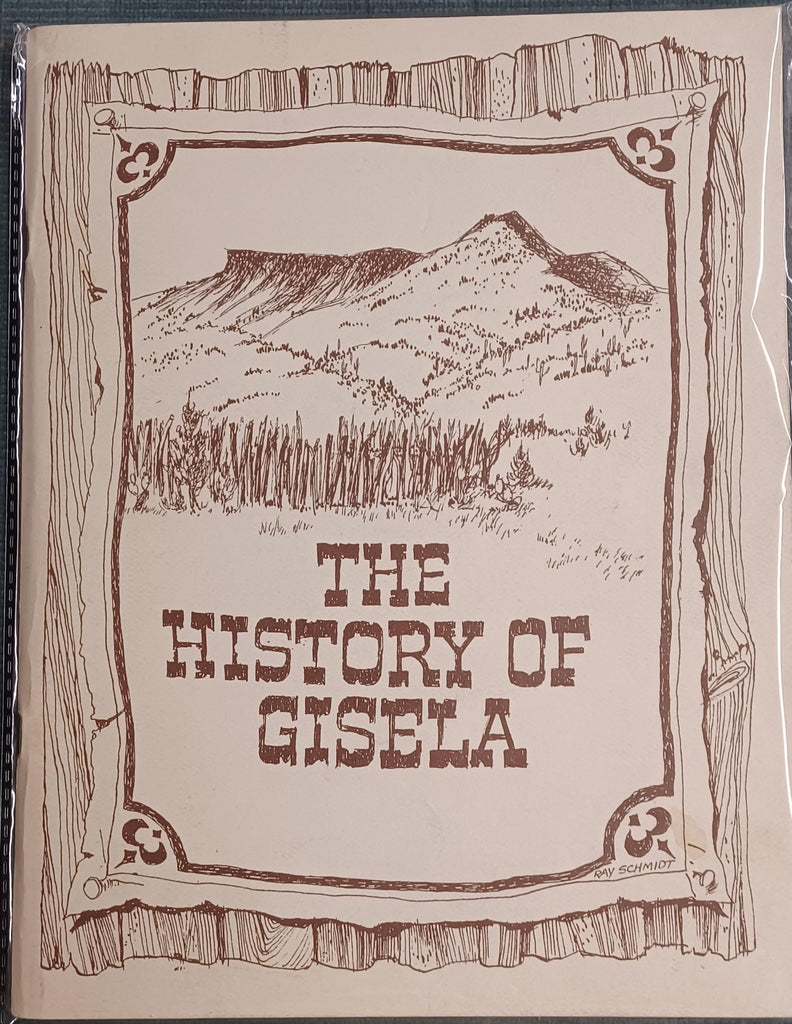 THE
HISTORY OF
GISELA
RAY SCHMIDT